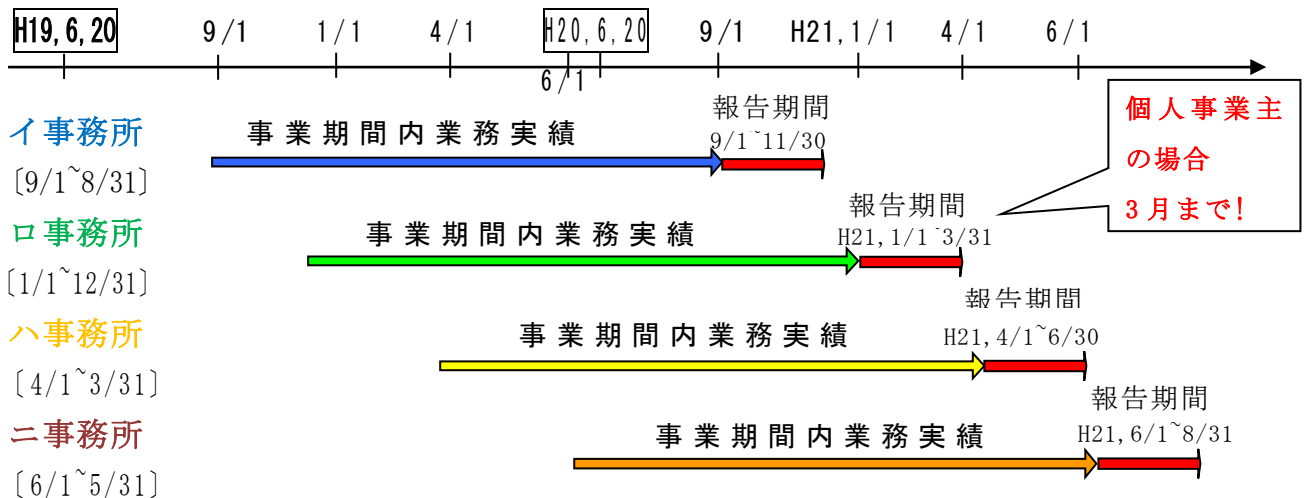 H19,6,20 9/1 1/1 4/1 H20,6,20 9/1 H21,1/1 4/1 6/1
6/1
イ事務所
事業期間内業務実績
報告期間
9/1~11/30
個人事業主
の場合
3月まで!
[9/1~8/31]
ロ事務所
事業期間内業務実績
報告期間
H21,1/1~3/31
[1/1~12/31]
ハ事務所
事業期間内業務実績
報告期間
H21,4/1~6/30
[4/1~3/31]
ニ事務所
事業期間内業務実績
報告期間
H21,6/1~8/31
[6/1~5/31]